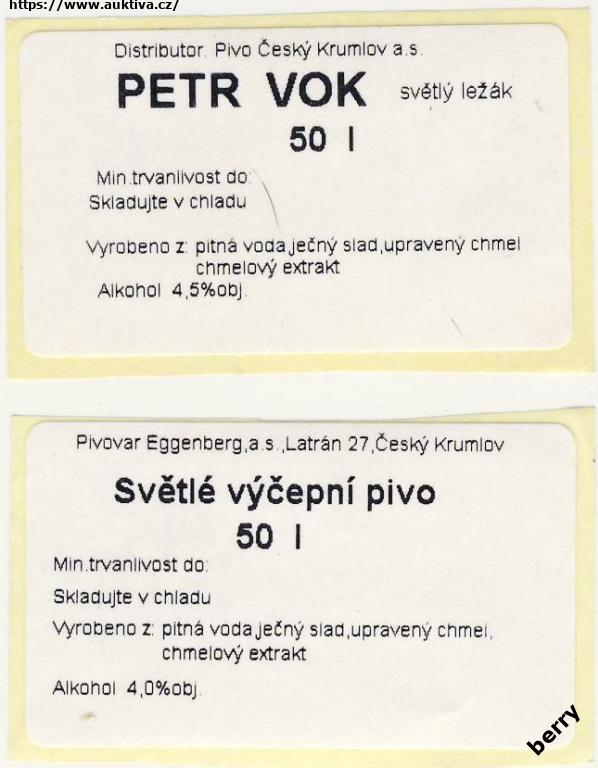 https://www.auktiva.cz/
Distributor. Pivo Český Krumlov a.s.
PETR VOK světlý ležák
50 l
Min.trvanlivost do:
Skladujte v chladu
Vyrobeno z: pitná voda,ječný slad,upravený chmel
chmelový extrakt
Alkohol 4,5%obj.
Pivovar Eggenberg,a.s.,Latrán 27,Český Krumlov
Světlé výčepní pivo
50 l
Min.trvanlivost do:
Skladujte v chladu
Vyrobeno z: pitná voda,ječný slad,upravený chmel,
chmelový extrakt
Alkohol 4,0%obj.
berry